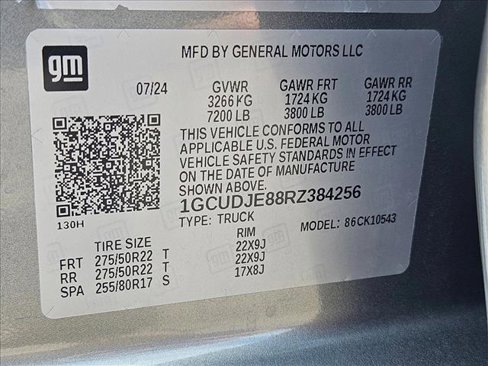 gm
MFD BY GENERAL MOTORS LLC
07/24 GVWR GAWR FRT GAWR RR
3266 KG 1724 KG 1724 KG
7200 LB 3800 LB 3800 LB
THIS VEHICLE CONFORMS TO ALL
APPLICABLE U.S. FEDERAL MOTOR
VEHICLE SAFETY STANDARDS IN EFFECT
ON THE DATE OF MANUFACTURE
SHOWN ABOVE.
1GCUDJE88RZ384256
130H TYPE: TRUCK MODEL: 86CK10543
TIRE SIZE RIM
FRT 275/50R22 T 22X9J
RR 275/50R22 T 22X9J
SPA 255/80R17 S 17X8J